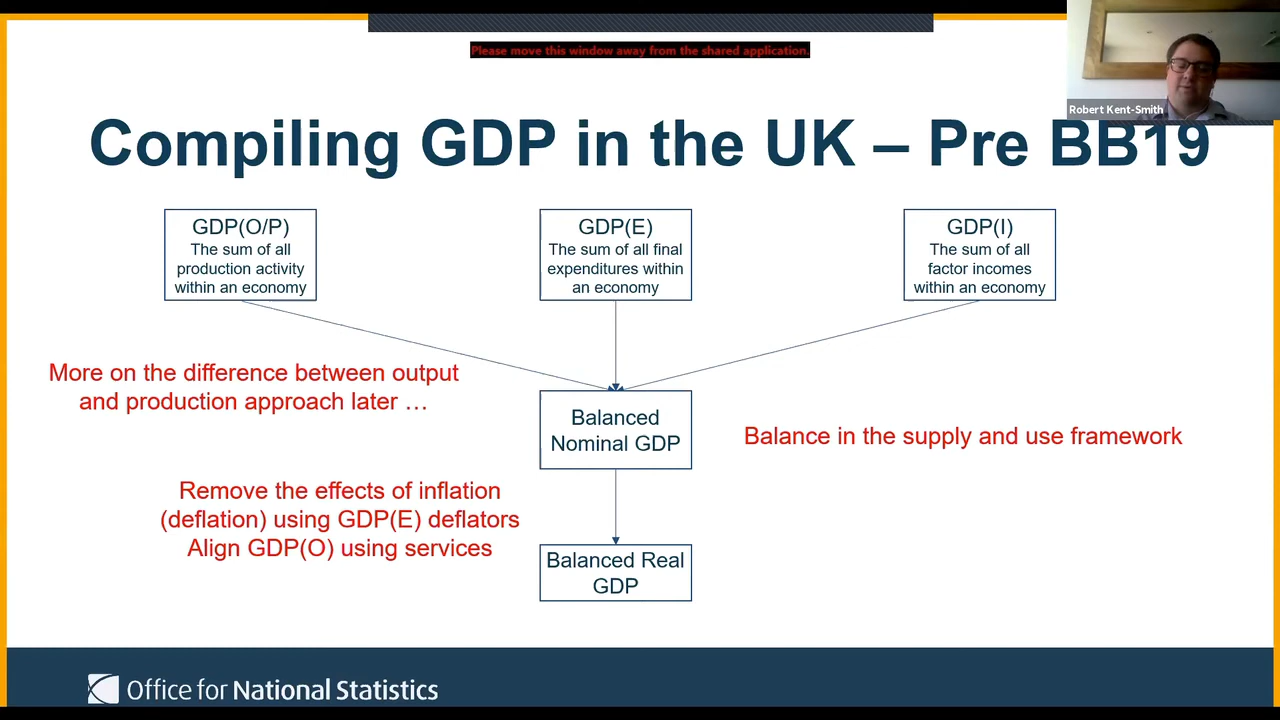 Please move this window away from the shared application.
Robert Kent-Smith
Compiling GDP in the UK – Pre BB19
GDP(O/P)
The sum of all
production activity
within an economy
GDP(E)
The sum of all final
expenditures within
an economy
GDP(I)
The sum of all
factor incomes
within an economy
More on the difference between output
and production approach later …
Balanced
Nominal GDP
Balance in the supply and use framework
Remove the effects of inflation
(deflation) using GDP(E) deflators
Align GDP(O) using services
Balanced Real
GDP
Office for National Statistics